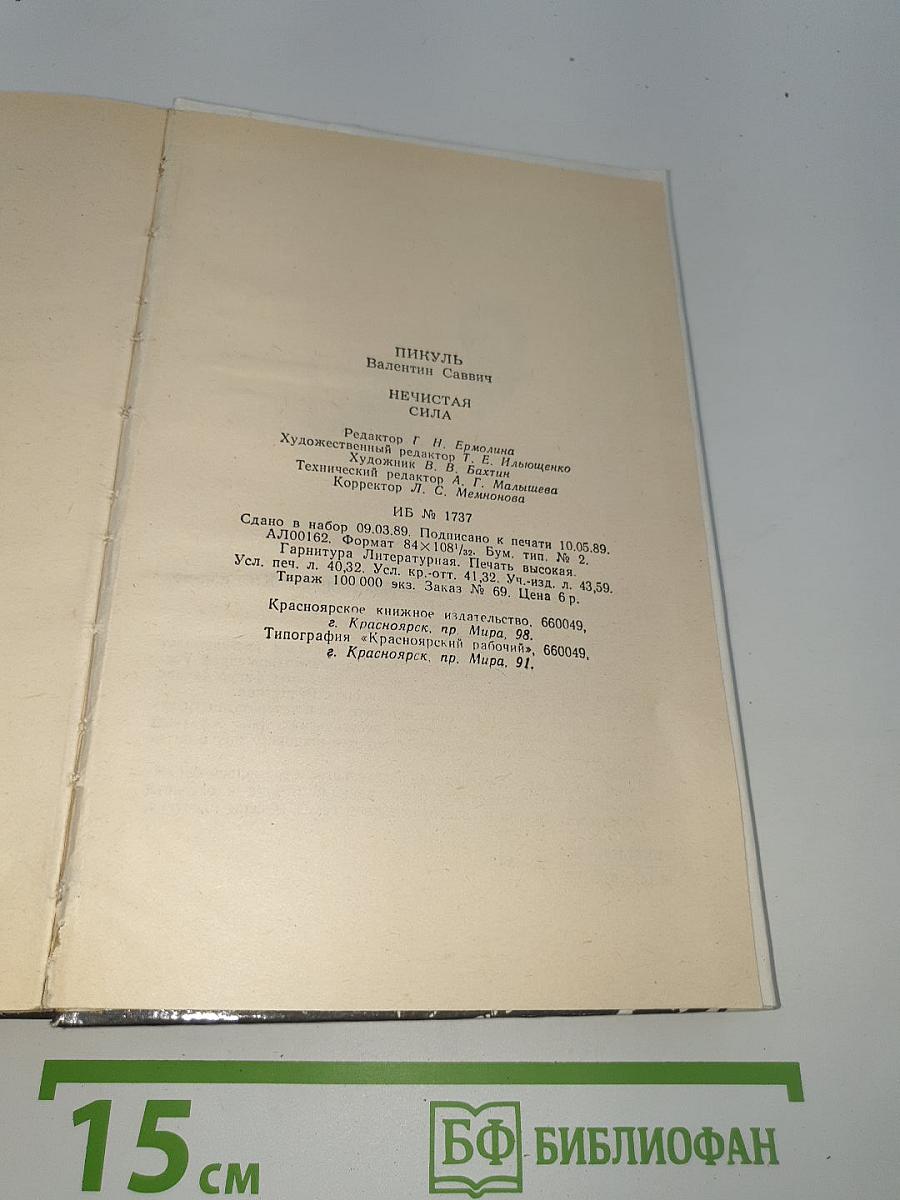 ПИКУЛЬ
Валентин Саввич
НЕЧИСТАЯ
СИЛА
Редактор Г. Н. Ермолина
Художественный редактор Т. Е. Ильющенко
Художник В. В. Бахтин
Технический редактор А. Г. Малышева
Корректор Л. С. Мемнонова
ИБ № 1737
Сдано в набор 09.03.89. Подписано к печати 10.05.89.
АЛ00162. Формат 84×108¹/₃₂. Бум. тип. № 2.
Гарнитура Литературная. Печать высокая.
Усл. печ. л. 40,32. Усл. кр.-отт. 41,32. Уч.-изд. л. 43,59.
Тираж 100 000 экз. Заказ № 69. Цена 6 р.
Красноярское книжное издательство, 660049,
г. Красноярск, пр. Мира, 98.
Типография «Красноярский рабочий», 660049,
г. Красноярск, пр. Мира, 91.
15 см
БФ БИБЛИОФАН